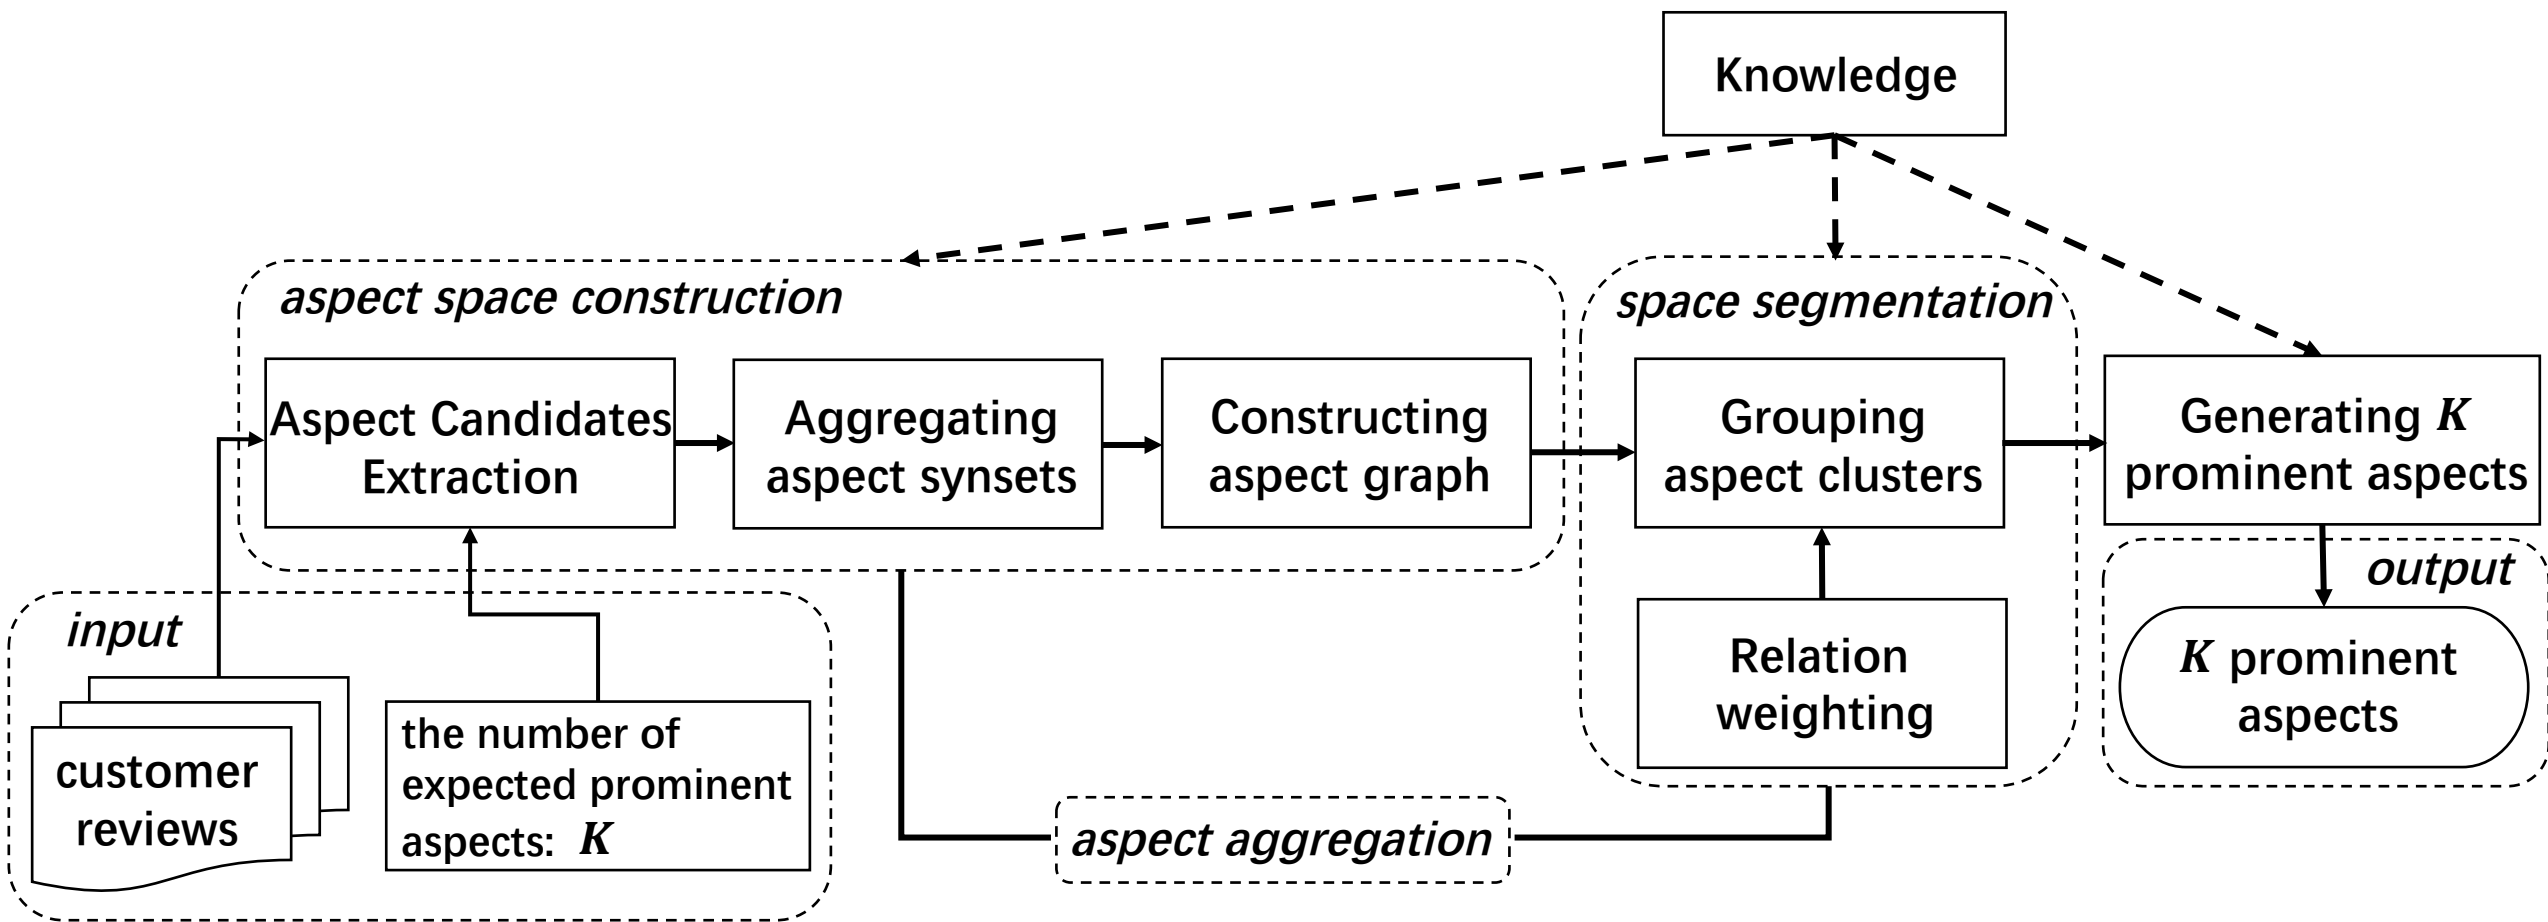 Knowledge
aspect space construction
space segmentation
Aspect Candidates
Extraction
Aggregating
aspect synsets
Constructing
aspect graph
Grouping
aspect clusters
Generating K
prominent aspects
input
output
customer
reviews
the number of
expected prominent
aspects: K
Relation
weighting
K prominent
aspects
aspect aggregation